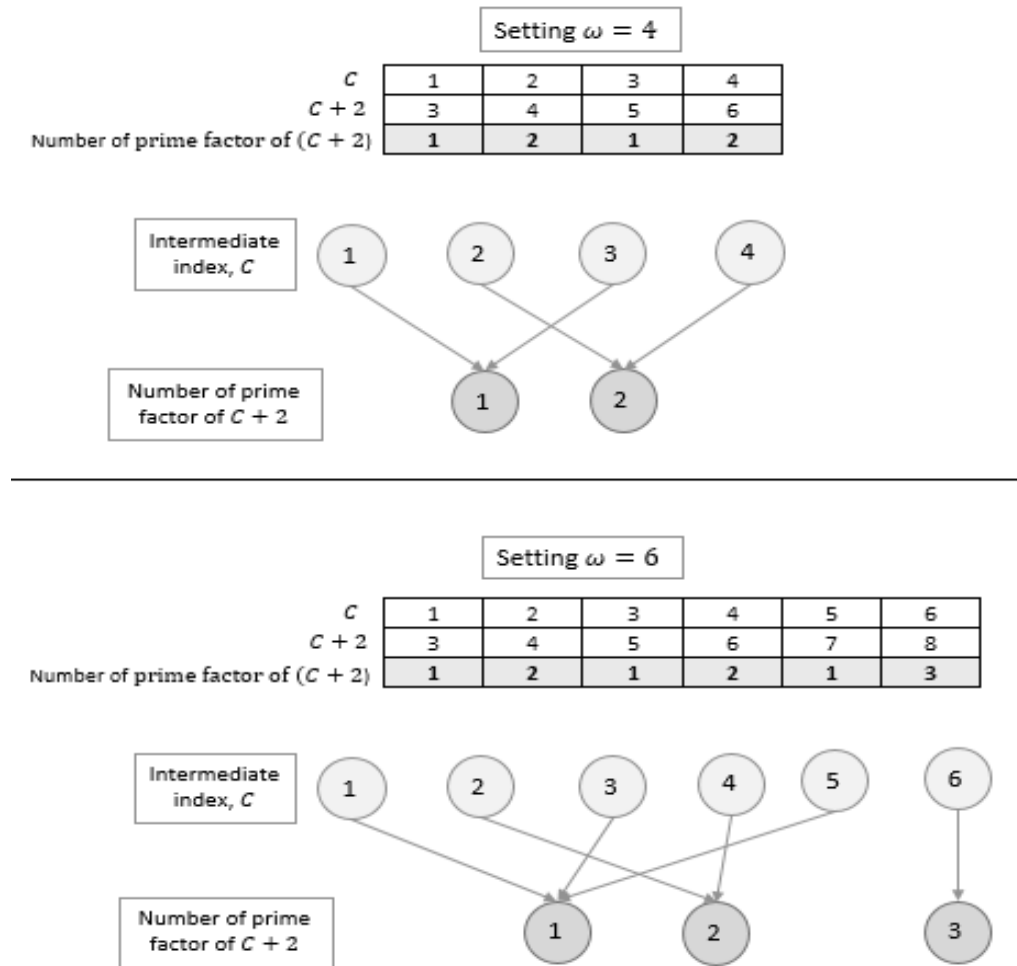 Setting ω = 4
C 1 2 3 4
C + 2 3 4 5 6
Number of prime factor of (C + 2) 1 2 1 2
Intermediate
index, C
1 2 3 4
Number of prime
factor of C + 2
1 2
Setting ω = 6
C 1 2 3 4 5 6
C + 2 3 4 5 6 7 8
Number of prime factor of (C + 2) 1 2 1 2 1 3
Intermediate
index, C
1 2 3 4 5 6
Number of prime
factor of C + 2
1 2 3